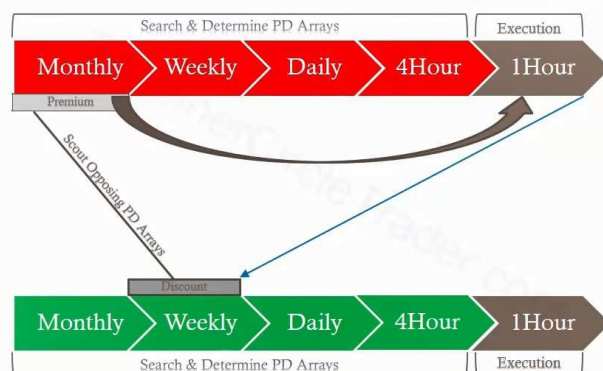 Search & Determine PD Arrays
Execution
Monthly
Weekly
Daily
4Hour
1Hour
Premium
Scout Opposing PD Arrays
Discount
Monthly
Weekly
Daily
4Hour
1Hour
Search & Determine PD Arrays
Execution